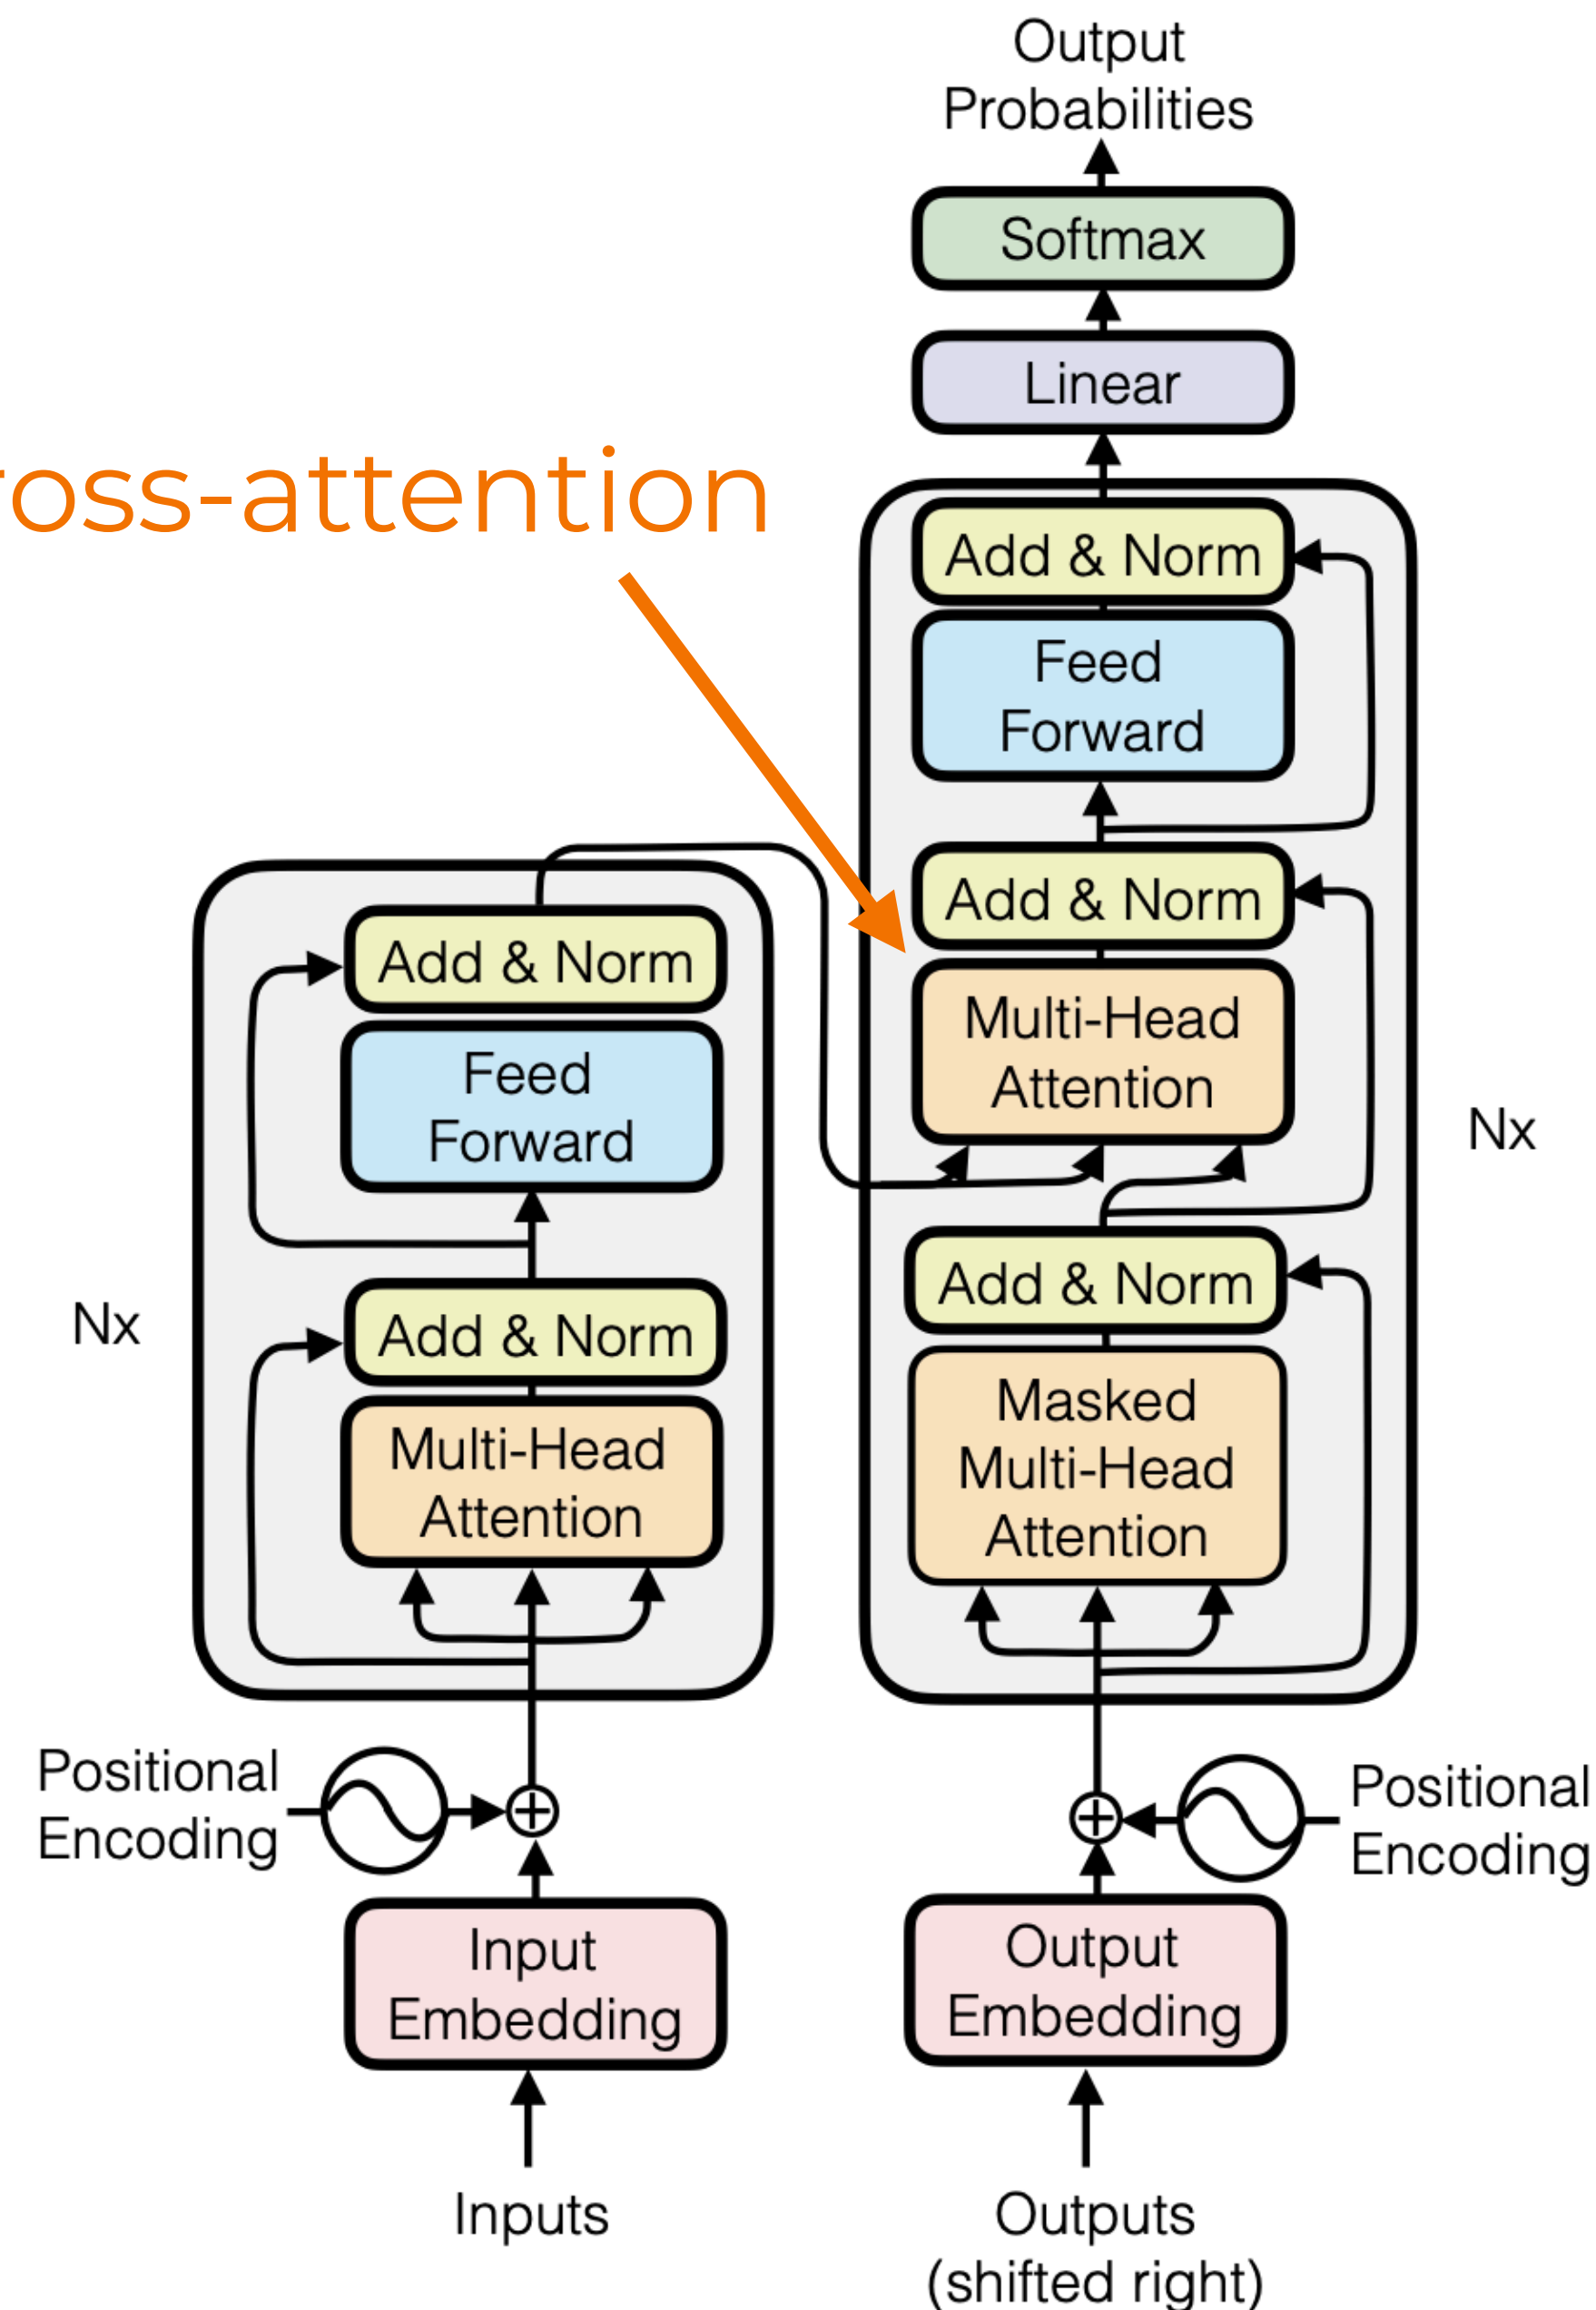 Output
Probabilities
Softmax
Linear
ross-attention
Add & Norm
Feed
Forward
Add & Norm
Multi-Head
Attention
Nx
Add & Norm
Masked
Multi-Head
Attention
Add & Norm
Feed
Forward
Nx
Add & Norm
Multi-Head
Attention
Positional
Encoding
Positional
Encoding
Input
Embedding
Output
Embedding
Inputs
Outputs
(shifted right)